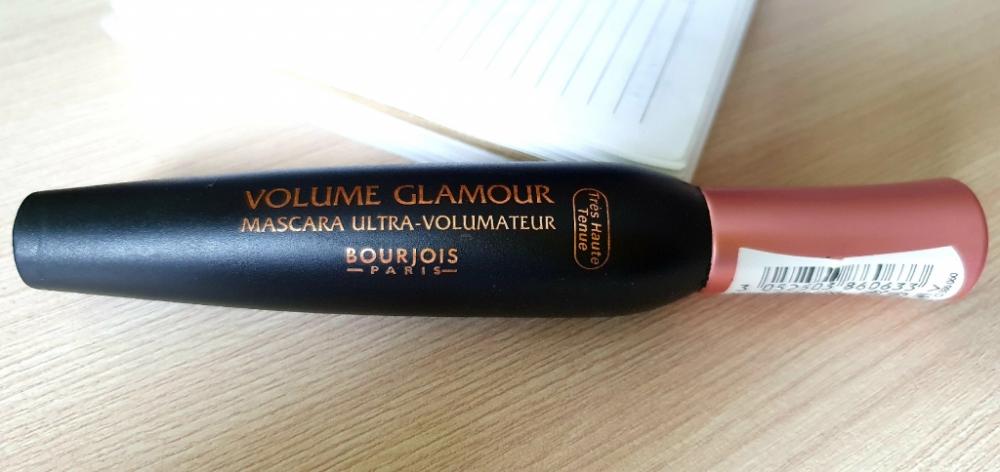 VOLUME GLAMOUR
MASCARA ULTRA-VOLUMATEUR
BOURJOIS
PARIS
Très Haute
Tenue